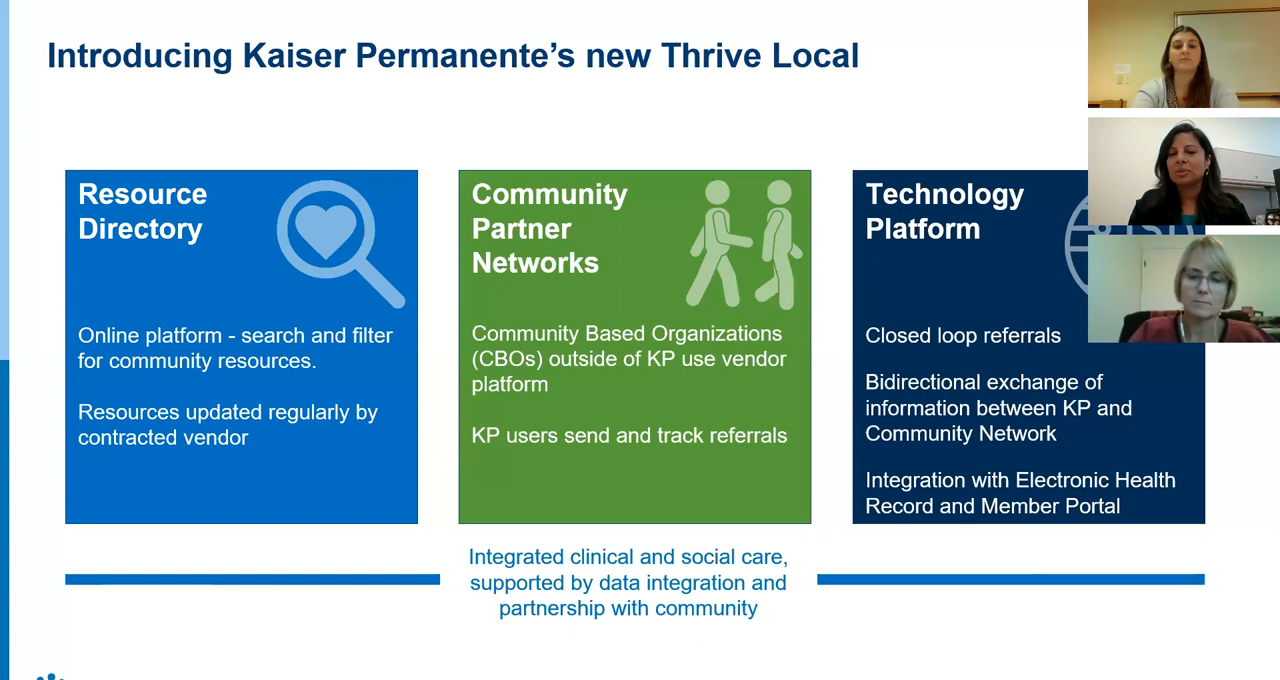 Introducing Kaiser Permanente’s new Thrive Local
Resource
Directory
Online platform - search and filter
for community resources.
Resources updated regularly by
contracted vendor
Community
Partner
Networks
Community Based Organizations
(CBOs) outside of KP use vendor
platform
KP users send and track referrals
Technology
Platform
Closed loop referrals
Bidirectional exchange of
information between KP and
Community Network
Integration with Electronic Health
Record and Member Portal
Integrated clinical and social care,
supported by data integration and
partnership with community